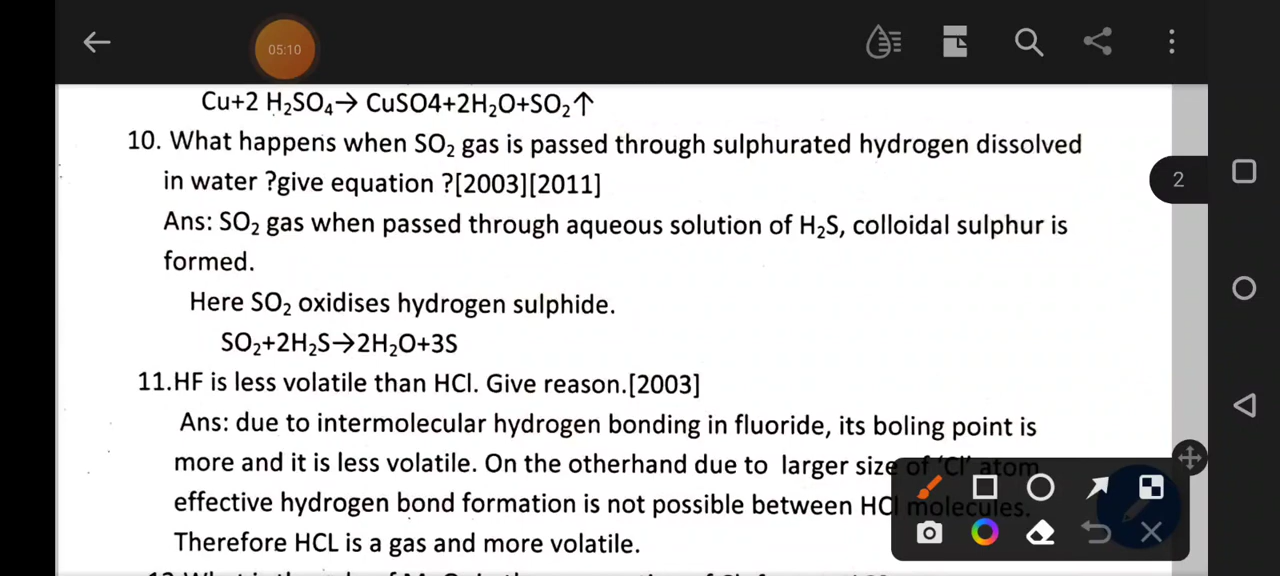 05:10
Cu+2 H₂SO₄→ CuSO4+2H₂O+SO₂↑
10. What happens when SO₂ gas is passed through sulphurated hydrogen dissolved
in water ?give equation ?[2003][2011]
2
Ans: SO₂ gas when passed through aqueous solution of H₂S, colloidal sulphur is
formed.
Here SO₂ oxidises hydrogen sulphide.
SO₂+2H₂S→2H₂O+3S
11.HF is less volatile than HCl. Give reason.[2003]
Ans: due to intermolecular hydrogen bonding in fluoride, its boling point is
more and it is less volatile. On the otherhand due to larger size of 'Cl' atom
effective hydrogen bond formation is not possible between HCl molecules.
Therefore HCL is a gas and more volatile.